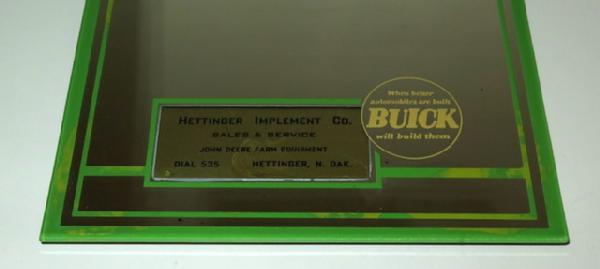 HETTINGER IMPLEMENT CO.
SALES & SERVICE
JOHN DEERE FARM EQUIPMENT
DIAL 535 HETTINGER, N. DAK.
When better
automobiles are built
BUICK
will build them